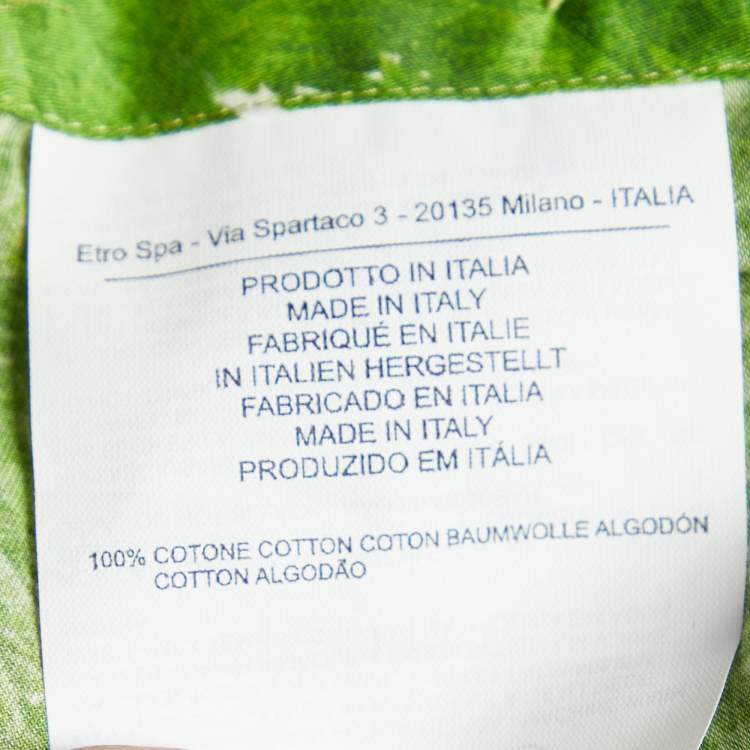 Etro Spa - Via Spartaco 3 - 20135 Milano - ITALIA
PRODOTTO IN ITALIA
MADE IN ITALY
FABRIQUÉ EN ITALIE
IN ITALIEN HERGESTELLT
FABRICADO EN ITALIA
MADE IN ITALY
PRODUZIDO EM ITÁLIA
100% COTONE COTTON COTON BAUMWOLLE ALGODÓN
COTTON ALGODÃO